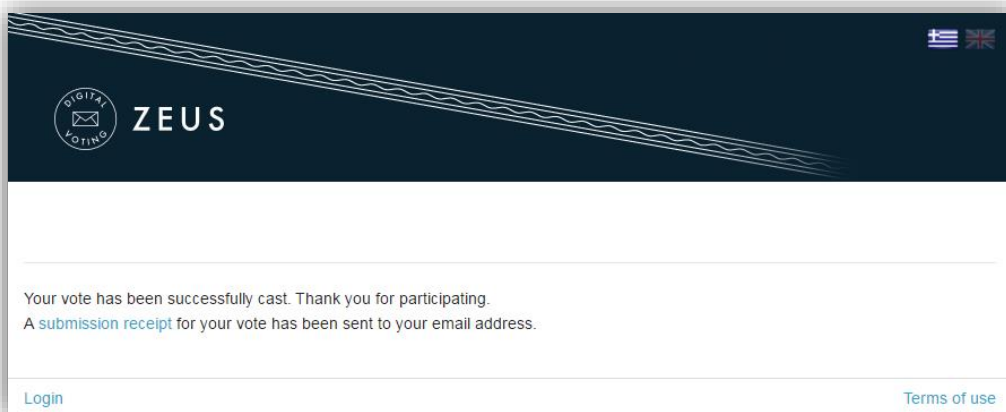 DIGITAL VOTING
ZEUS
Your vote has been successfully cast. Thank you for participating.
A submission receipt for your vote has been sent to your email address.
Login
Terms of use